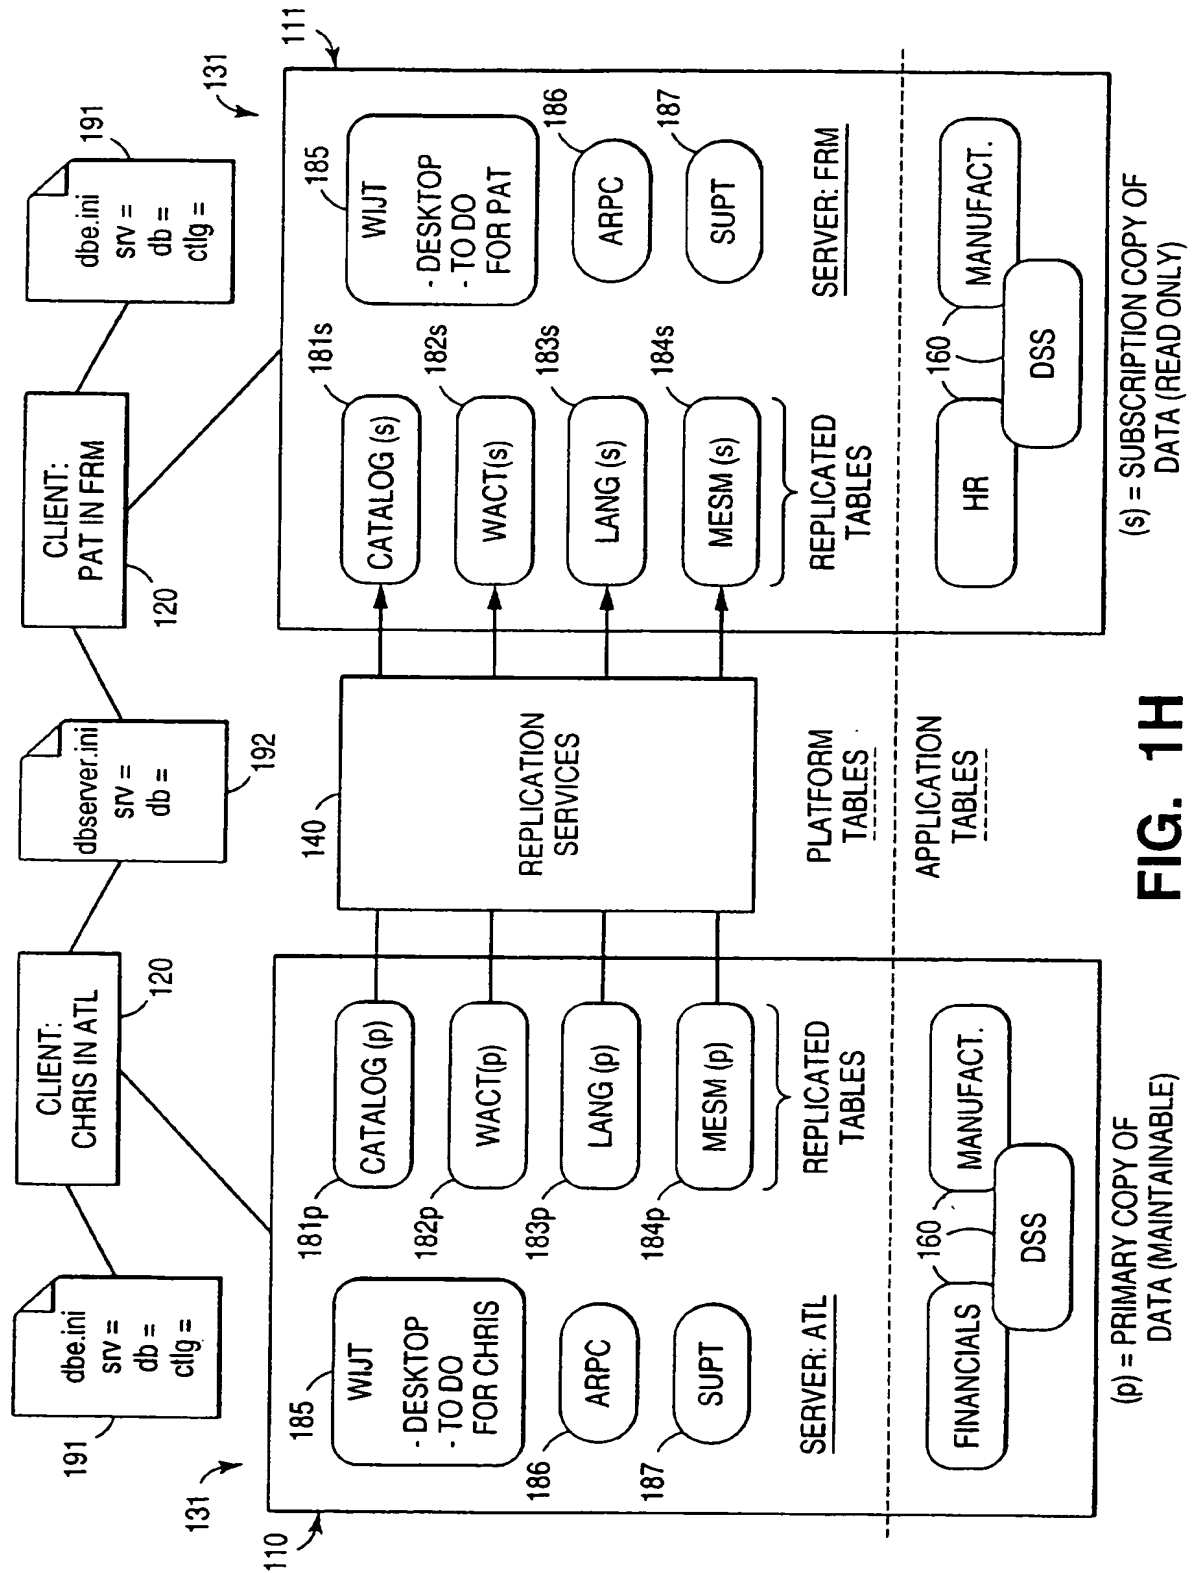 131
191
dbe.ini
srv =
db =
ctlg =
CLIENT:
CHRIS IN ATL
120
dbserver.ini
srv =
db =
192
CLIENT:
PAT IN FRM
120
dbe.ini
srv =
db =
ctlg =
191
131
110
185
WIJT
- DESKTOP
- TO DO
FOR CHRIS
186
ARPC
187
SUPT
SERVER: ATL
181p
CATALOG (p)
182p
WACT(p)
183p
LANG (p)
184p
MESM (p)
REPLICATED
TABLES
140
REPLICATION
SERVICES
PLATFORM
TABLES
APPLICATION
TABLES
111
181s
CATALOG (s)
182s
WACT(s)
183s
LANG (s)
184s
MESM (s)
REPLICATED
TABLES
185
WIJT
- DESKTOP
- TO DO
FOR PAT
186
ARPC
187
SUPT
SERVER: FRM
FINANCIALS
160
MANUFACT.
DSS
HR
160
MANUFACT.
DSS
(p) = PRIMARY COPY OF
DATA (MAINTAINABLE)
(s) = SUBSCRIPTION COPY OF
DATA (READ ONLY)
FIG. 1H